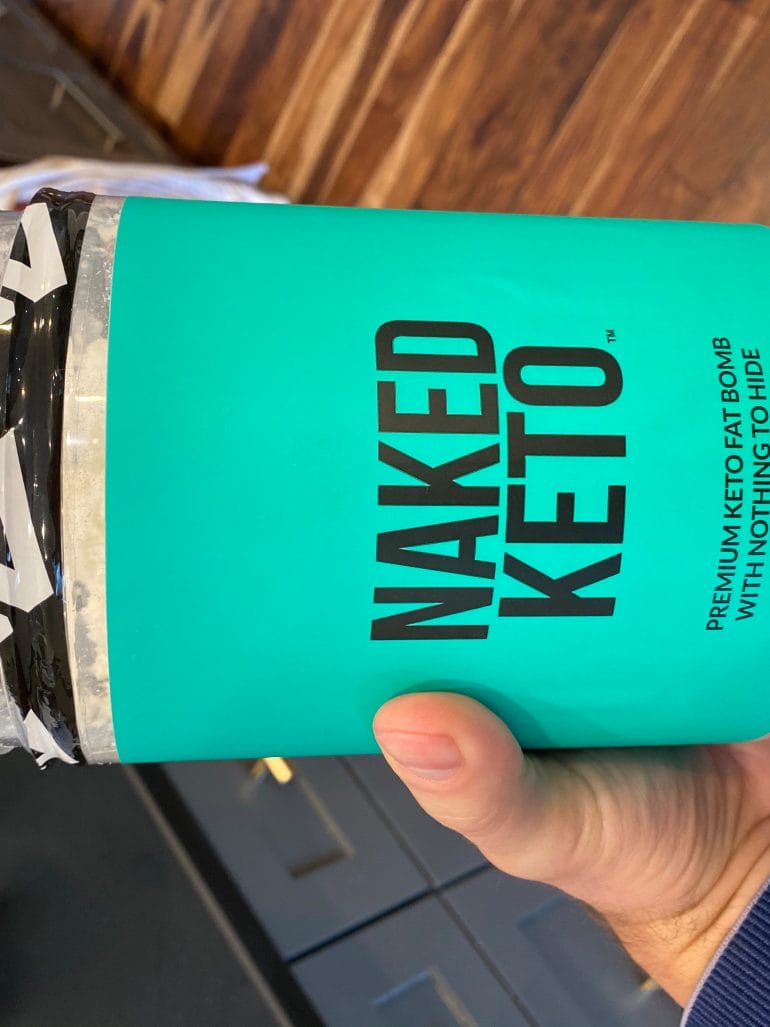 NAKED
KETO™
PREMIUM KETO FAT BOMB
WITH NOTHING TO HIDE